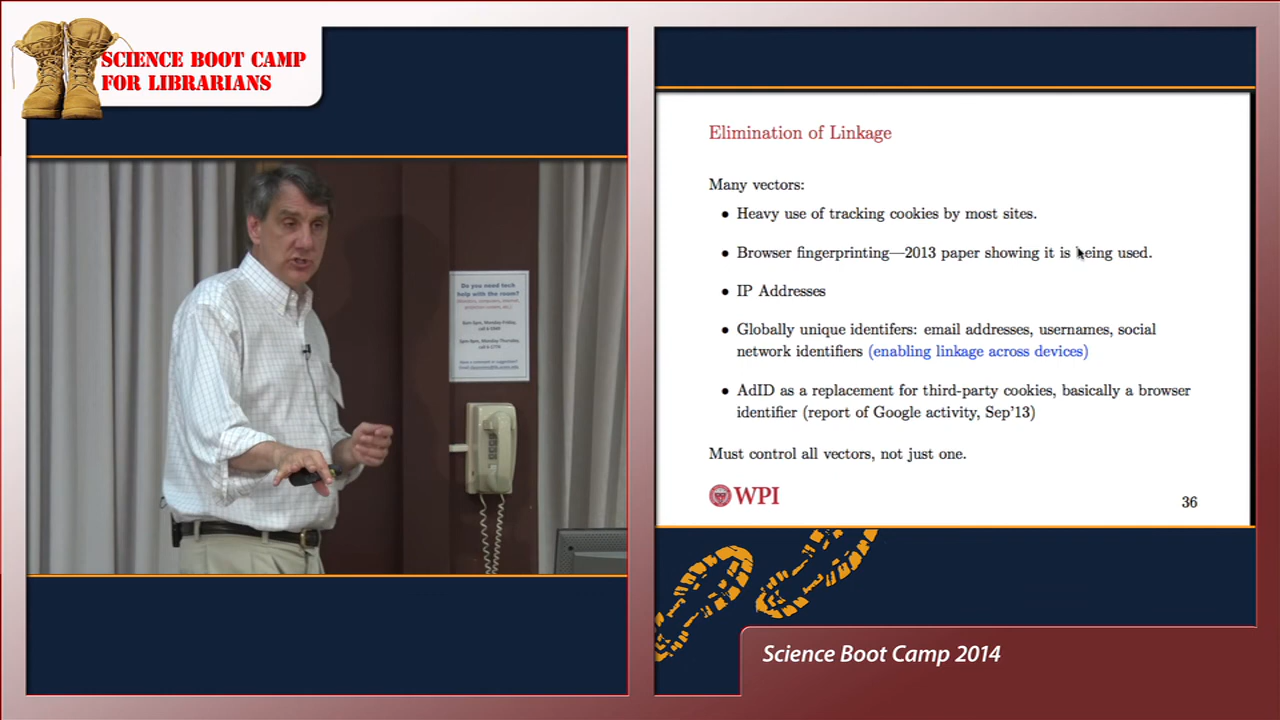 SCIENCE BOOT CAMP
FOR LIBRARIANS
Do you need tech
help with the room?
8am-5pm, Monday-Friday,
Elimination of Linkage
Many vectors:
• Heavy use of tracking cookies by most sites.
• Browser fingerprinting—2013 paper showing it is being used.
• IP Addresses
• Globally unique identifers: email addresses, usernames, social
network identifiers (enabling linkage across devices)
• AdID as a replacement for third-party cookies, basically a browser
identifier (report of Google activity, Sep'13)
Must control all vectors, not just one.
WPI
36
Science Boot Camp 2014